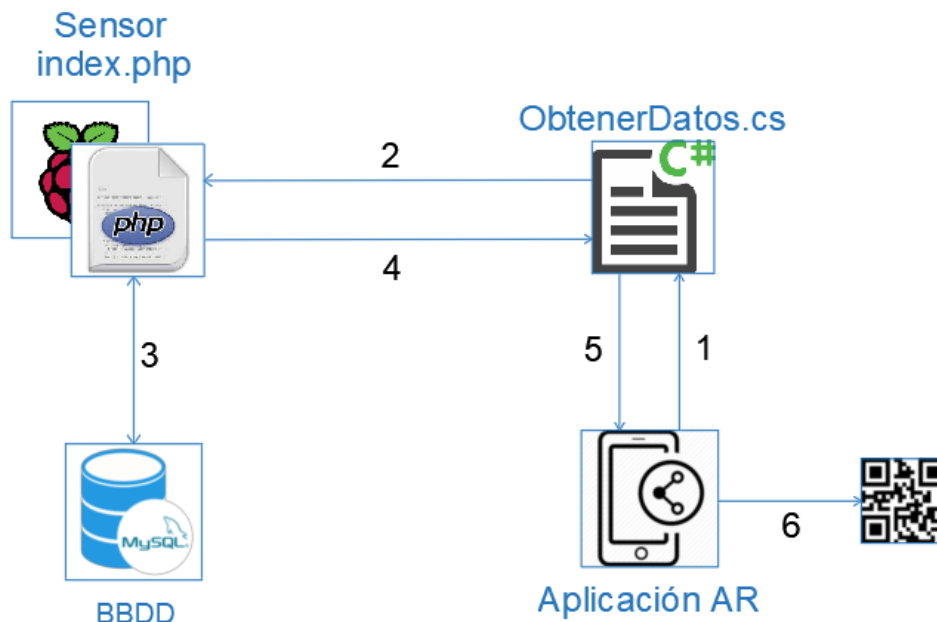 Sensor
index.php
ObtenerDatos.cs
C#
2
php
4
3
5
1
MySQL
6
BBDD
Aplicación AR